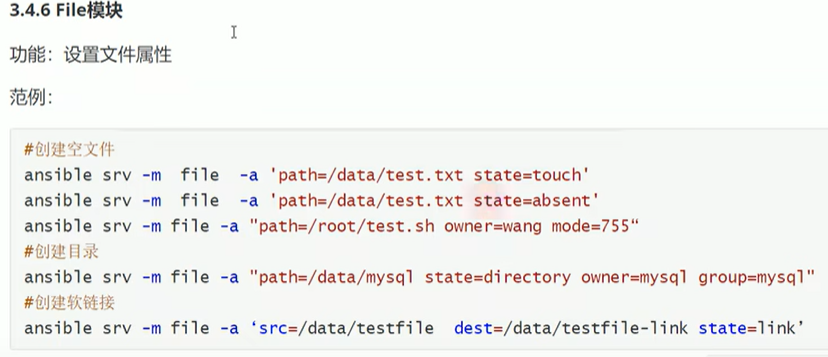 3.4.6 File模块
功能：设置文件属性
范例：
#创建空文件
ansible srv -m  file  -a 'path=/data/test.txt state=touch'
ansible srv -m  file  -a 'path=/data/test.txt state=absent'
ansible srv -m file -a "path=/root/test.sh owner=wang mode=755“
#创建目录
ansible srv -m file -a "path=/data/mysql state=directory owner=mysql group=mysql"
#创建软链接
ansible srv -m file -a ‘src=/data/testfile  dest=/data/testfile-link state=link’